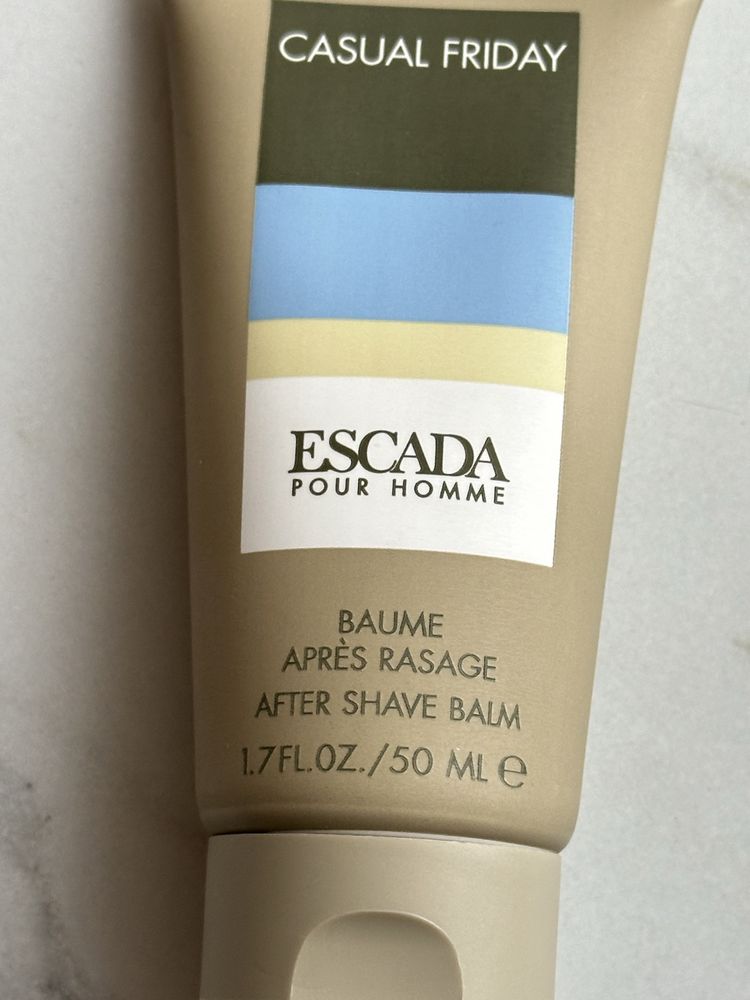 CASUAL FRIDAY
ESCADA
POUR HOMME
BAUME
APRÈS RASAGE
AFTER SHAVE BALM
1.7FL.OZ./50 ML ℮